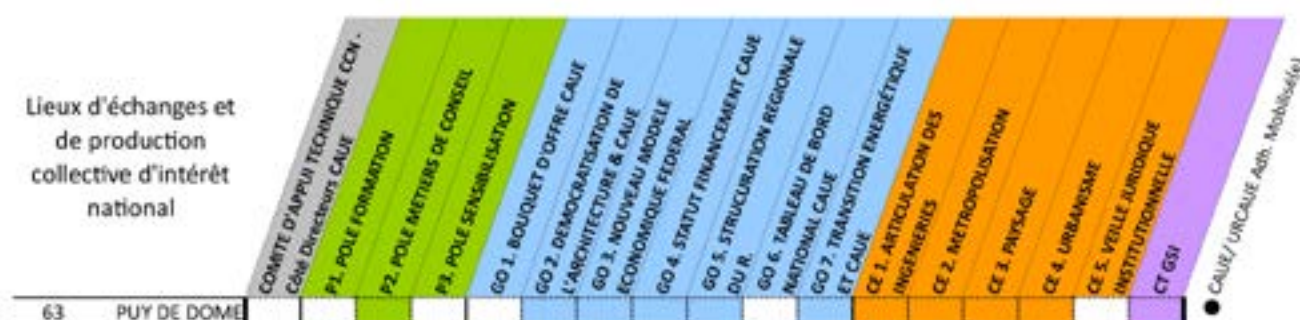 Lieux d'échanges et
de production
collective d'intérêt
national
COMITE D'APPUI TECHNIQUE CCN -
Côté Directeurs CAUE
P1. POLE FORMATION
P2. POLE METIERS DE CONSEIL
P3. POLE SENSIBILISATION
GO 1. BOUQUET D'OFFRE CAUE
GO 2. DEMOCRATISATION DE
L'ARCHITECTURE & CAUE
GO 3. NOUVEAU MODELE
ECONOMIQUE FEDERAL
GO 4. STATUT FINANCEMENT CAUE
GO 5. STRUCURATION REGIONALE
DU R.
GO 6. TABLEAU DE BORD
NATIONAL CAUE
GO 7. TRANSITION ENERGÉTIQUE
ET CAUE
CE 1. ARTICULATION DES
INGENIERIES
CE 2. METROPOLISATION
CE 3. PAYSAGE
CE 4. URBANISME
CE 5. VEILLE JURIDIQUE
INSTITUTIONNELLE
CT GSI
CAUE/ URCAUE Adh. Mobilisé(e)
63 PUY DE DOME